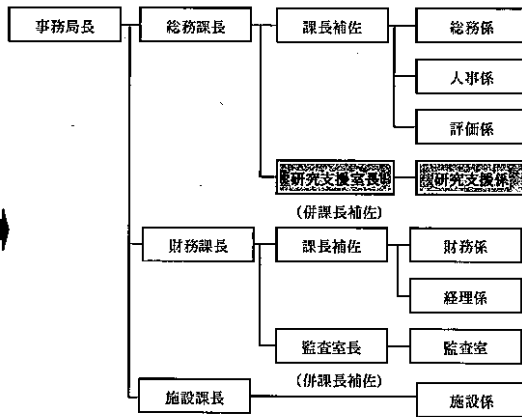 事務局長 総務課長 課長補佐 総務係
人事係
評価係
研究支援室長 研究支援係
(併課長補佐)
財務課長 課長補佐 財務係
経理係
監査室長 監査室
(併課長補佐)
施設課長 施設係